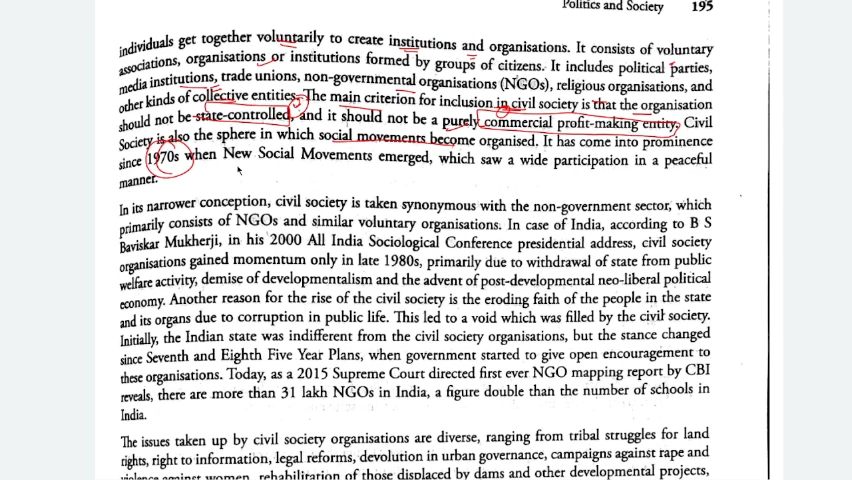 Politics and Society 195
individuals get together voluntarily to create institutions and organisations. It consists of voluntary
associations, organisations or institutions formed by groups of citizens. It includes political parties,
media institutions, trade unions, non-governmental organisations (NGOs), religious organisations, and
other kinds of collective entities. The main criterion for inclusion in civil society is that the organisation
should not be state-controlled, and it should not be a purely commercial profit-making entity. Civil
Society is also the sphere in which social movements become organised. It has come into prominence
since 1970s when New Social Movements emerged, which saw a wide participation in a peaceful
manner.
In its narrower conception, civil society is taken synonymous with the non-government sector, which
primarily consists of NGOs and similar voluntary organisations. In case of India, according to B S
Baviskar Mukherji, in his 2000 All India Sociological Conference presidential address, civil society
organisations gained momentum only in late 1980s, primarily due to withdrawal of state from public
welfare activity, demise of developmentalism and the advent of post-developmental neo-liberal political
economy. Another reason for the rise of the civil society is the eroding faith of the people in the state
and its organs due to corruption in public life. This led to a void which was filled by the civil society.
Initially, the Indian state was indifferent from the civil society organisations, but the stance changed
since Seventh and Eighth Five Year Plans, when government started to give open encouragement to
these organisations. Today, as a 2015 Supreme Court directed first ever NGO mapping report by CBI
reveals, there are more than 31 lakh NGOs in India, a figure double than the number of schools in
India.
The issues taken up by civil society organisations are diverse, ranging from tribal struggles for land
rights, right to information, legal reforms, devolution in urban governance, campaigns against rape and
violence against women, rehabilitation of those displaced by dams and other developmental projects,